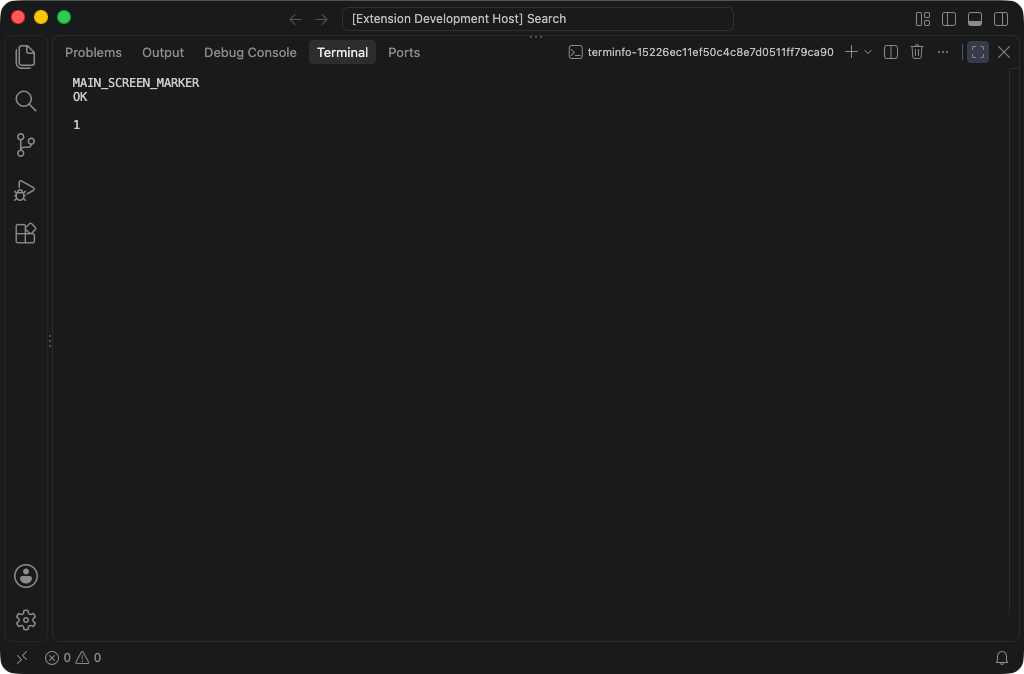 [Extension Development Host] Search
Problems Output Debug Console Terminal Ports terminfo-15226ec11ef50c4c8e7d0511ff79ca90
MAIN_SCREEN_MARKER
OK
1
0 0